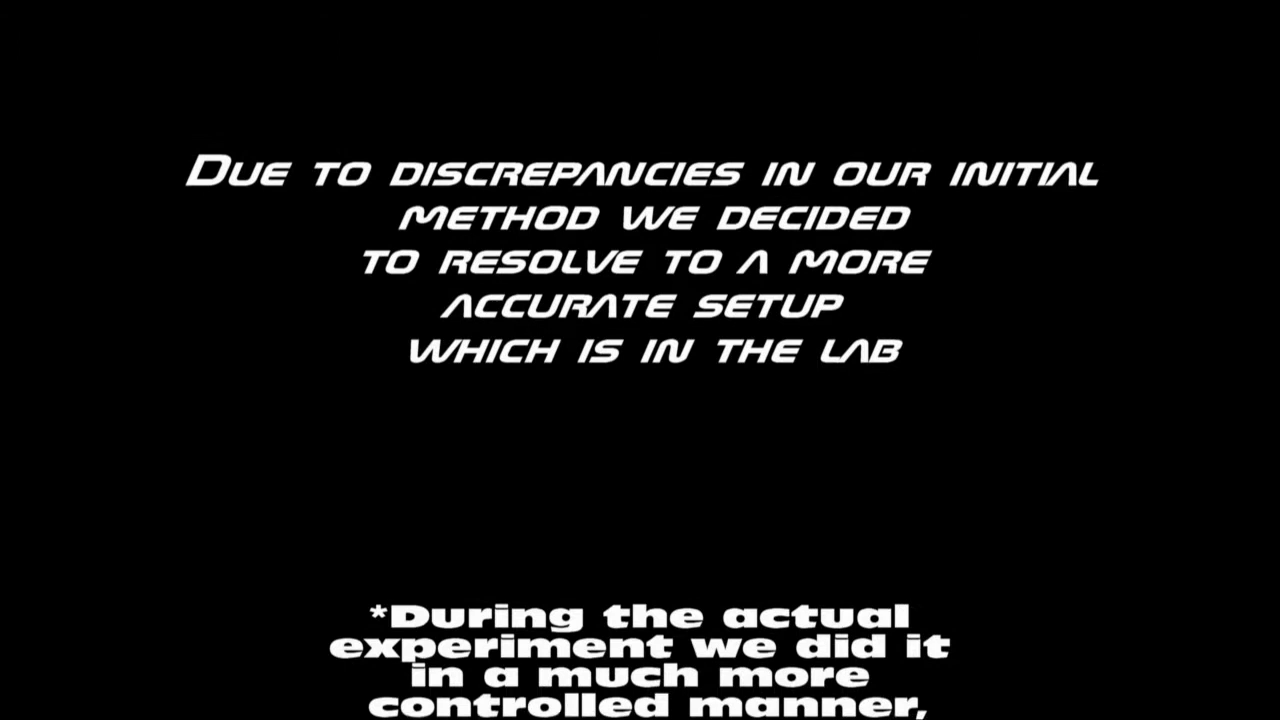 Due to discrepancies in our initial
method we decided
to resolve to a more
accurate setup
which is in the lab
*During the actual
experiment we did it
in a much more
controlled manner,